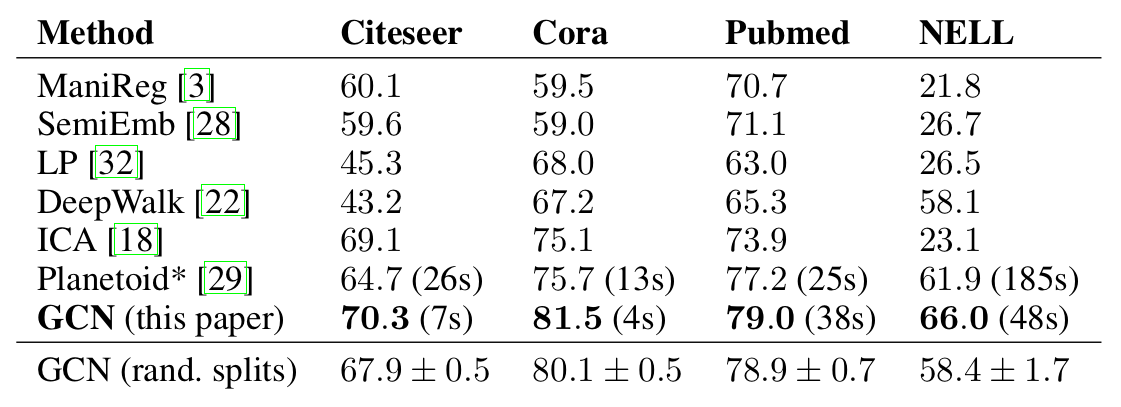 Method Citeseer Cora Pubmed NELL
ManiReg [3] 60.1 59.5 70.7 21.8
SemiEmb [28] 59.6 59.0 71.1 26.7
LP [32] 45.3 68.0 63.0 26.5
DeepWalk [22] 43.2 67.2 65.3 58.1
ICA [18] 69.1 75.1 73.9 23.1
Planetoid* [29] 64.7 (26s) 75.7 (13s) 77.2 (25s) 61.9 (185s)
GCN (this paper) 70.3 (7s) 81.5 (4s) 79.0 (38s) 66.0 (48s)
GCN (rand. splits) 67.9 ± 0.5 80.1 ± 0.5 78.9 ± 0.7 58.4 ± 1.7